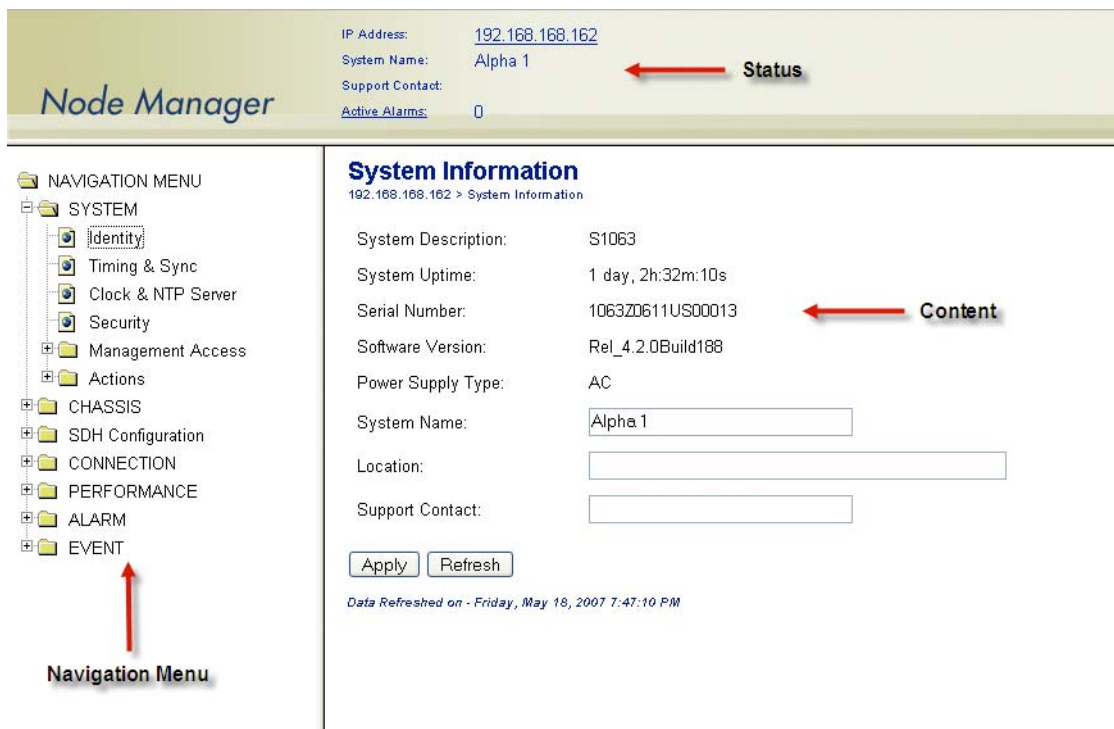 Node Manager
IP Address: 192.168.168.162
System Name: Alpha 1
Support Contact:
Active Alarms: 0
Status
NAVIGATION MENU
SYSTEM
Identity
Timing & Sync
Clock & NTP Server
Security
Management Access
Actions
CHASSIS
SDH Configuration
CONNECTION
PERFORMANCE
ALARM
EVENT
Navigation Menu
System Information
192.168.168.162 > System Information
System Description: S1063
System Uptime: 1 day, 2h:32m:10s
Serial Number: 1063Z0611US00013
Content
Software Version: Rel_4.2.0Build188
Power Supply Type: AC
System Name: Alpha 1
Location:
Support Contact:
Apply Refresh
Data Refreshed on - Friday, May 18, 2007 7:47:10 PM